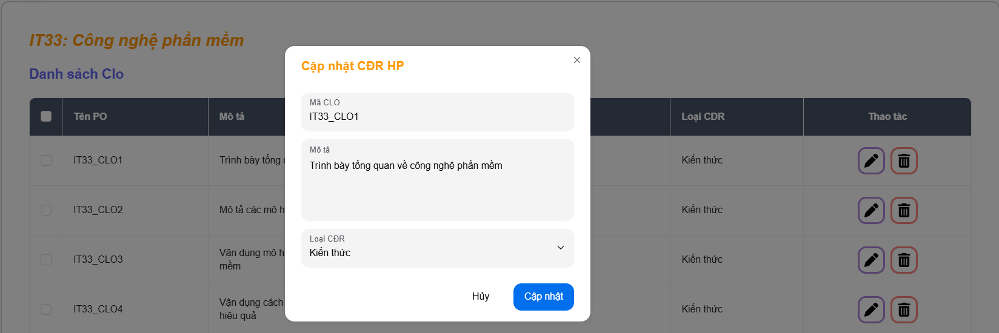 IT33: Công nghệ phần mềm
Danh sách Clo
Cập nhật CĐR HP
Mã CLO
IT33_CLO1
Mô tả
Trình bày tổng quan về công nghệ phần mềm
Loại CĐR
Kiến thức
Hủy
Cập nhật
Tên PO
Mô tả
Loại CĐR
Thao tác
IT33_CLO1
Trình bày tổng
Kiến thức
IT33_CLO2
Mô tả các mô
Kiến thức
IT33_CLO3
Vận dụng mô
mềm
Kiến thức
IT33_CLO4
Vận dụng cách
hiệu quả
Kiến thức